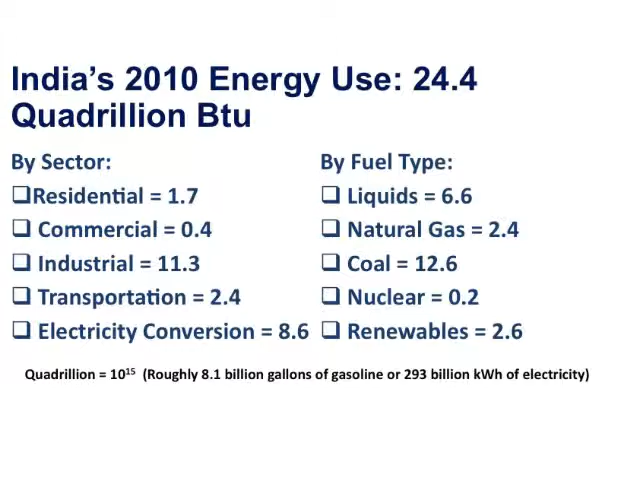 India's 2010 Energy Use: 24.4
Quadrillion Btu
By Sector:
❑Residential = 1.7
❑ Commercial = 0.4
❑ Industrial = 11.3
❑ Transportation = 2.4
❑ Electricity Conversion = 8.6
By Fuel Type:
❑ Liquids = 6.6
❑ Natural Gas = 2.4
❑ Coal = 12.6
❑ Nuclear = 0.2
❑ Renewables = 2.6
Quadrillion = 10¹⁵ (Roughly 8.1 billion gallons of gasoline or 293 billion kWh of electricity)